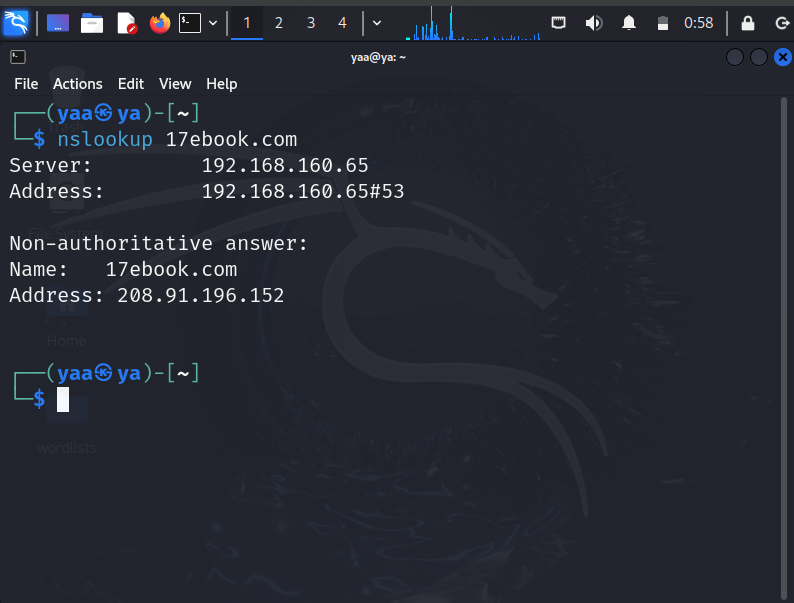 1 2 3 4 0:58
yaa@ya: ~
File Actions Edit View Help
┌──(yaa㉿ya)-[~]
└─$ nslookup 17ebook.com
Server:         192.168.160.65
Address:        192.168.160.65#53
File System
Non-authoritative answer:
Name:   17ebook.com
Address: 208.91.196.152
Home
┌──(yaa㉿ya)-[~]
└─$
wordlists